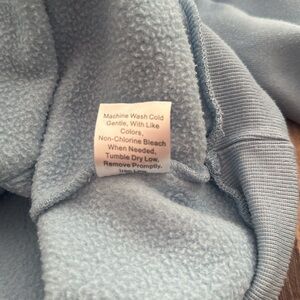 Machine Wash Cold
Gentle, With Like
Colors,
Non-Chlorine Bleach
When Needed,
Tumble Dry Low,
Remove Promptly.